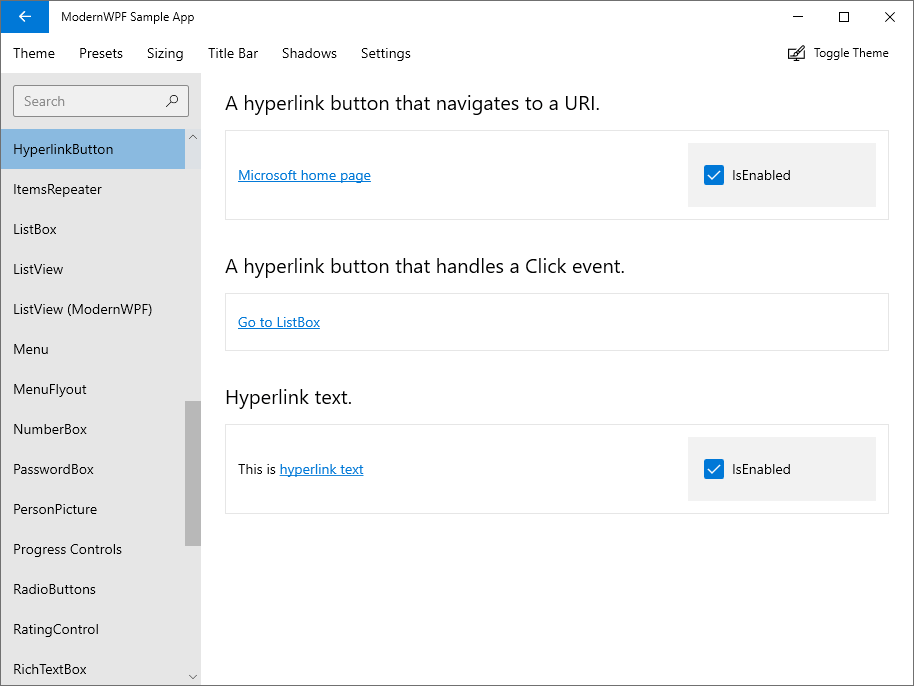 ModernWPF Sample App
Theme Presets Sizing Title Bar Shadows Settings Toggle Theme
Search
HyperlinkButton
ItemsRepeater
ListBox
ListView
ListView (ModernWPF)
Menu
MenuFlyout
NumberBox
PasswordBox
PersonPicture
Progress Controls
RadioButtons
RatingControl
RichTextBox
A hyperlink button that navigates to a URI.
Microsoft home page IsEnabled
A hyperlink button that handles a Click event.
Go to ListBox
Hyperlink text.
This is hyperlink text IsEnabled